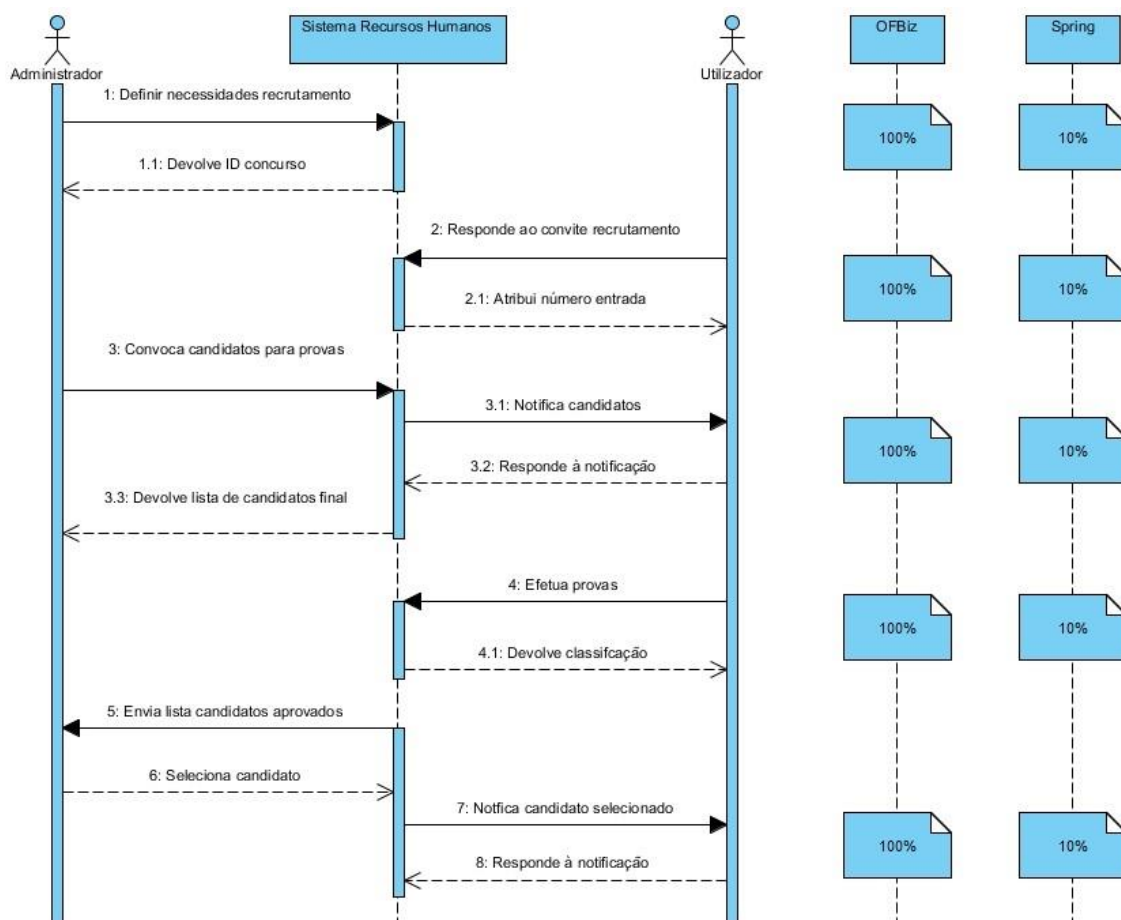 Sistema Recursos Humanos
OFBiz
Spring
Administrador
Utilizador
1: Definir necessidades recrutamento
100%
10%
1.1: Devolve ID concurso
2: Responde ao convite recrutamento
100%
10%
2.1: Atribui número entrada
3: Convoca candidatos para provas
3.1: Notifica candidatos
100%
10%
3.2: Responde à notificação
3.3: Devolve lista de candidatos final
4: Efetua provas
100%
10%
4.1: Devolve classifcação
5: Envia lista candidatos aprovados
6: Seleciona candidato
7: Notfica candidato selecionado
100%
10%
8: Responde à notificação